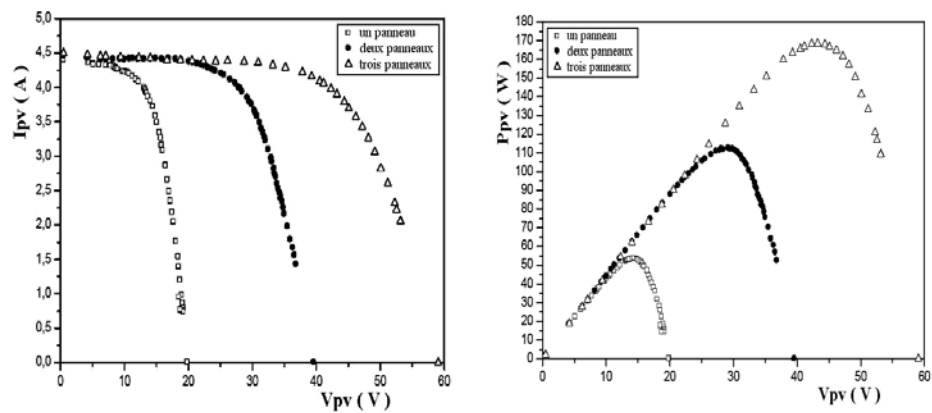 5,0
4,5
4,0
3,5
3,0
2,5
2,0
1,5
1,0
0,5
0,0
Ipv ( A )
un panneau
deux panneaux
trois panneaux
0 10 20 30 40 50 60
Vpv ( V )
180
170
160
150
140
130
120
110
100
90
80
70
60
50
40
30
20
10
0
Ppv ( W )
un panneau
deux panneaux
trois panneaux
0 10 20 30 40 50 60
Vpv ( V )